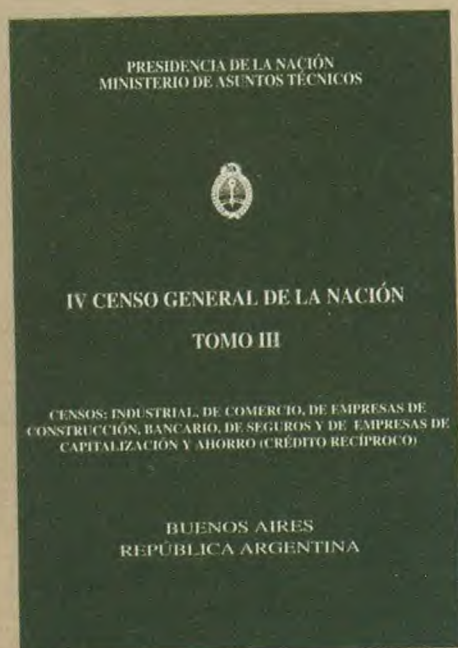 PRESIDENCIA DE LA NACIÓN
MINISTERIO DE ASUNTOS TÉCNICOS
IV CENSO GENERAL DE LA NACIÓN
TOMO III
CENSOS: INDUSTRIAL, DE COMERCIO, DE EMPRESAS DE
CONSTRUCCIÓN, BANCARIO, DE SEGUROS Y DE EMPRESAS DE
CAPITALIZACIÓN Y AHORRO (CRÉDITO RECÍPROCO)
BUENOS AIRES
REPÚBLICA ARGENTINA